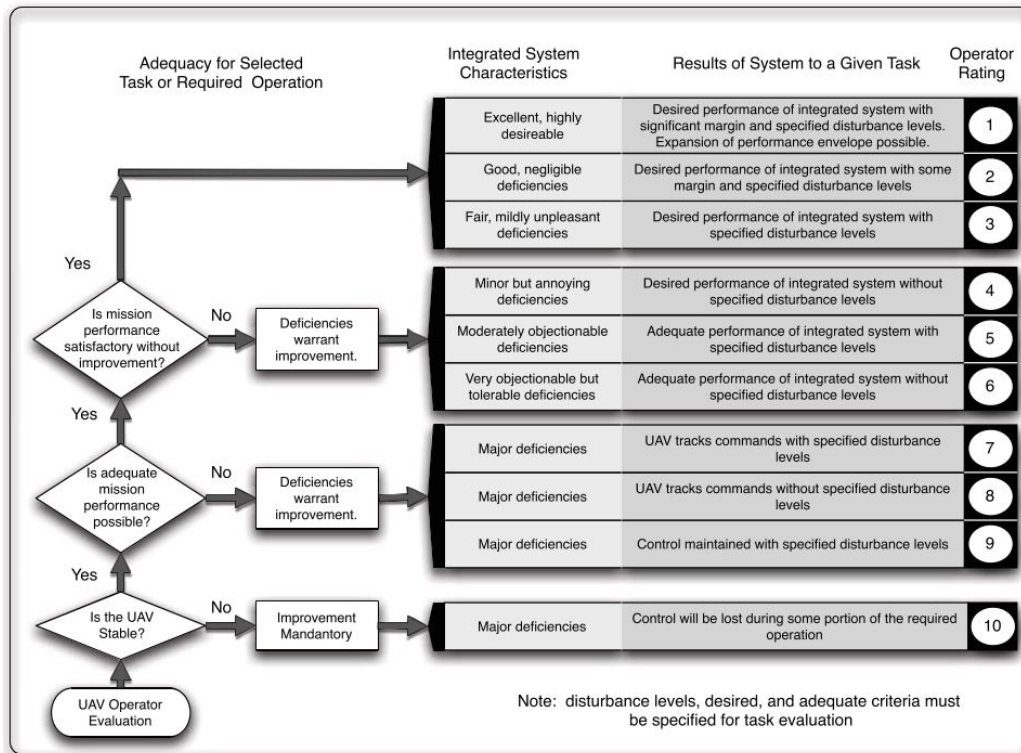 Adequacy for Selected
Task or Required Operation
Integrated System
Characteristics
Results of System to a Given Task
Operator
Rating
Excellent, highly
desireable
Desired performance of integrated system with
significant margin and specified disturbance levels.
Expansion of performance envelope possible.
1
Good, negligible
deficiencies
Desired performance of integrated system with some
margin and specified disturbance levels
2
Fair, mildly unpleasant
deficiencies
Desired performance of integrated system with
specified disturbance levels
3
Yes
Is mission
performance
satisfactory without
improvement?
No
Deficiencies
warrant
improvement.
Minor but annoying
deficiencies
Desired performance of integrated system without
specified disturbance levels
4
Moderately objectionable
deficiencies
Adequate performance of integrated system with
specified disturbance levels
5
Very objectionable but
tolerable deficiencies
Adequate performance of integrated system without
specified disturbance levels
6
Yes
Is adequate
mission
performance
possible?
No
Deficiencies
warrant
improvement.
Major deficiencies
UAV tracks commands with specified disturbance
levels
7
Major deficiencies
UAV tracks commands without specified disturbance
levels
8
Major deficiencies
Control maintained with specified disturbance levels
9
Yes
Is the UAV
Stable?
No
Improvement
Mandantory
Major deficiencies
Control will be lost during some portion of the required
operation
10
UAV Operator
Evaluation
Note: disturbance levels, desired, and adequate criteria must
be specified for task evaluation